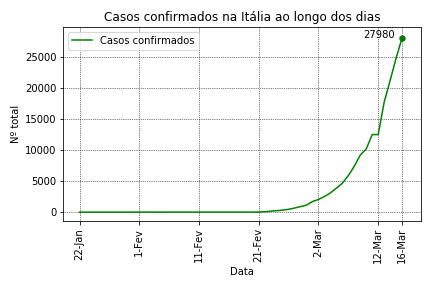 Casos confirmados na Itália ao longo dos dias
Casos confirmados
27980
Nº total
25000
20000
15000
10000
5000
0
22-Jan
1-Fev
11-Fev
21-Fev
2-Mar
12-Mar
16-Mar
Data